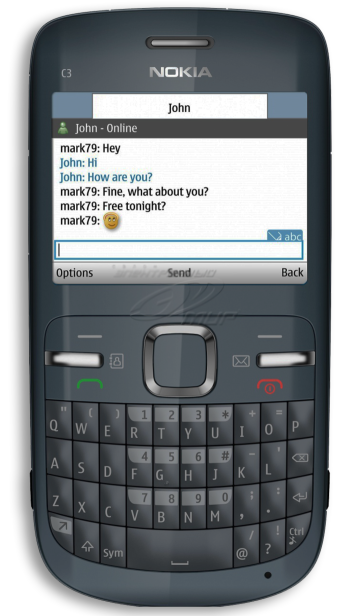 C3
NOKIA
John
John - Online
mark79: Hey
John: Hi
John: How are you?
mark79: Fine, what about you?
mark79: Free tonight?
mark79:
abc
Options Send Back
Q " W ( E ) R 1 T 2 Y 3 U * I + O = P
A S D F 4 G 5 H 6 J # K - L '
Z X C V 7 B 8 N 9 M 0 , ; . :
Sym @ / ? ! Ctrl